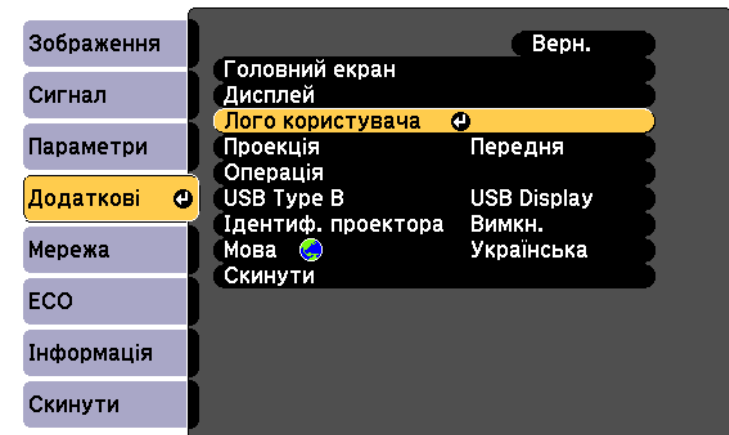 Зображення
Сигнал
Параметри
Додаткові
Мережа
ECO
Інформація
Скинути
Верн.
Головний екран
Дисплей
Лого користувача
Проекція Передня
Операція
USB Type B USB Display
Ідентиф. проектора Вимкн.
Мова Українська
Скинути